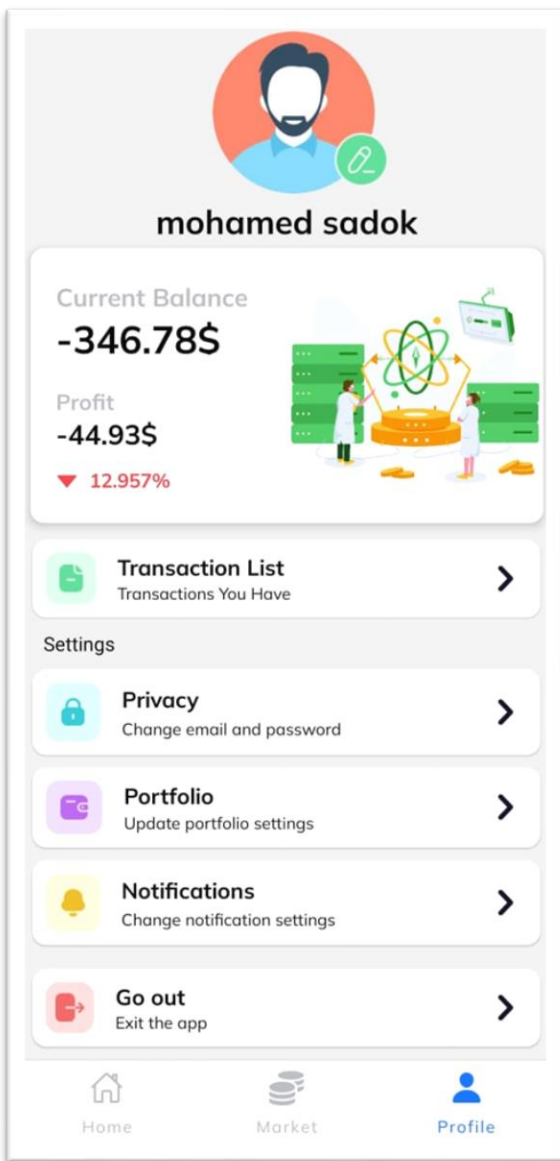 mohamed sadok
Current Balance
-346.78$
Profit
-44.93$
12.957%
Transaction List
Transactions You Have
Settings
Privacy
Change email and password
Portfolio
Update portfolio settings
Notifications
Change notification settings
Go out
Exit the app
Home
Market
Profile